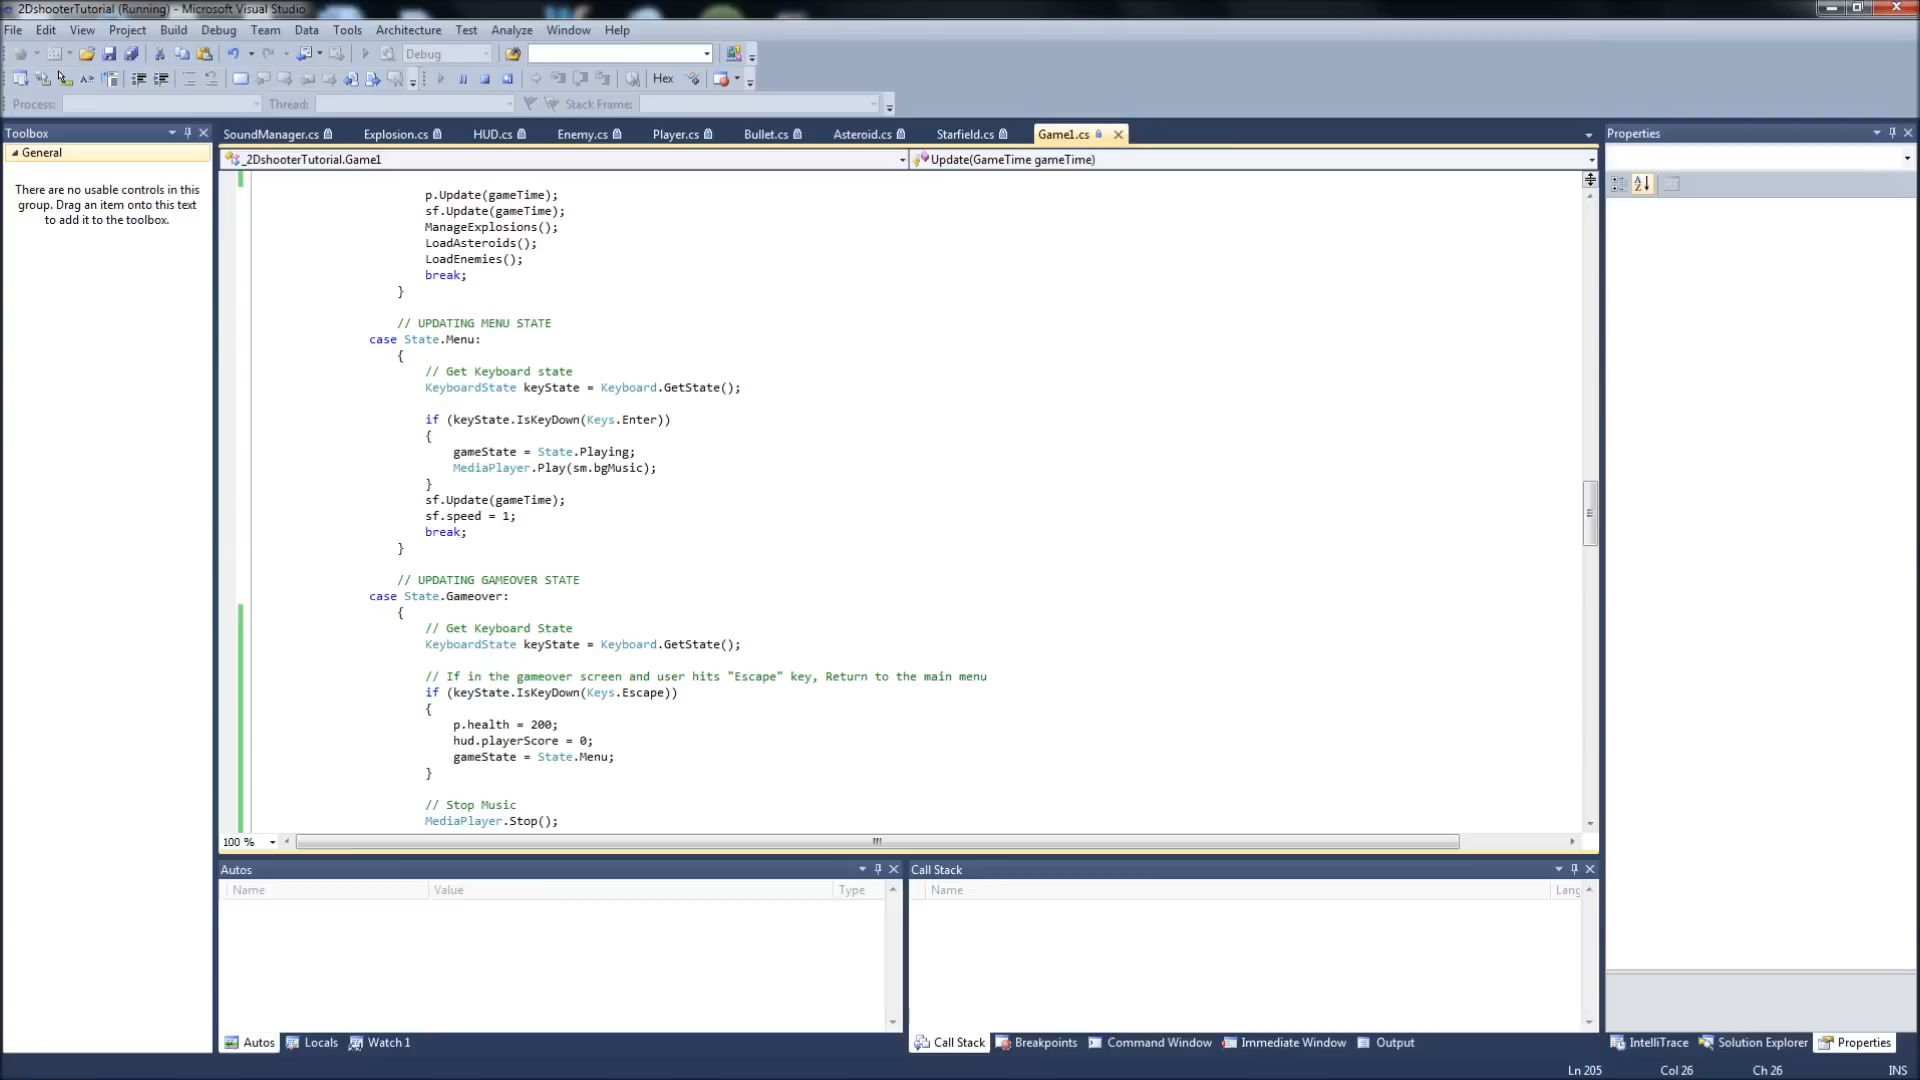 2DshooterTutorial (Running) - Microsoft Visual Studio
File Edit View Project Build Debug Team Data Tools Architecture Test Analyze Window Help
Debug
Hex
Process: Thread: Stack Frame:
Toolbox
General
There are no usable controls in this
group. Drag an item onto this text
to add it to the toolbox.
SoundManager.cs Explosion.cs HUD.cs Enemy.cs Player.cs Bullet.cs Asteroid.cs Starfield.cs Game1.cs
_2DshooterTutorial.Game1 Update(GameTime gameTime)
p.Update(gameTime);
sf.Update(gameTime);
ManageExplosions();
LoadAsteroids();
LoadEnemies();
break;
}
// UPDATING MENU STATE
case State.Menu:
{
// Get Keyboard state
KeyboardState keyState = Keyboard.GetState();
if (keyState.IsKeyDown(Keys.Enter))
{
gameState = State.Playing;
MediaPlayer.Play(sm.bgMusic);
}
sf.Update(gameTime);
sf.speed = 1;
break;
}
// UPDATING GAMEOVER STATE
case State.Gameover:
{
// Get Keyboard State
KeyboardState keyState = Keyboard.GetState();
// If in the gameover screen and user hits "Escape" key, Return to the main menu
if (keyState.IsKeyDown(Keys.Escape))
{
p.health = 200;
hud.playerScore = 0;
gameState = State.Menu;
}
// Stop Music
MediaPlayer.Stop();
100 %
Properties
Autos
Name Value Type
Call Stack
Name Lang
Autos Locals Watch 1
Call Stack Breakpoints Command Window Immediate Window Output
IntelliTrace Solution Explorer Properties
Ln 205 Col 26 Ch 26 INS